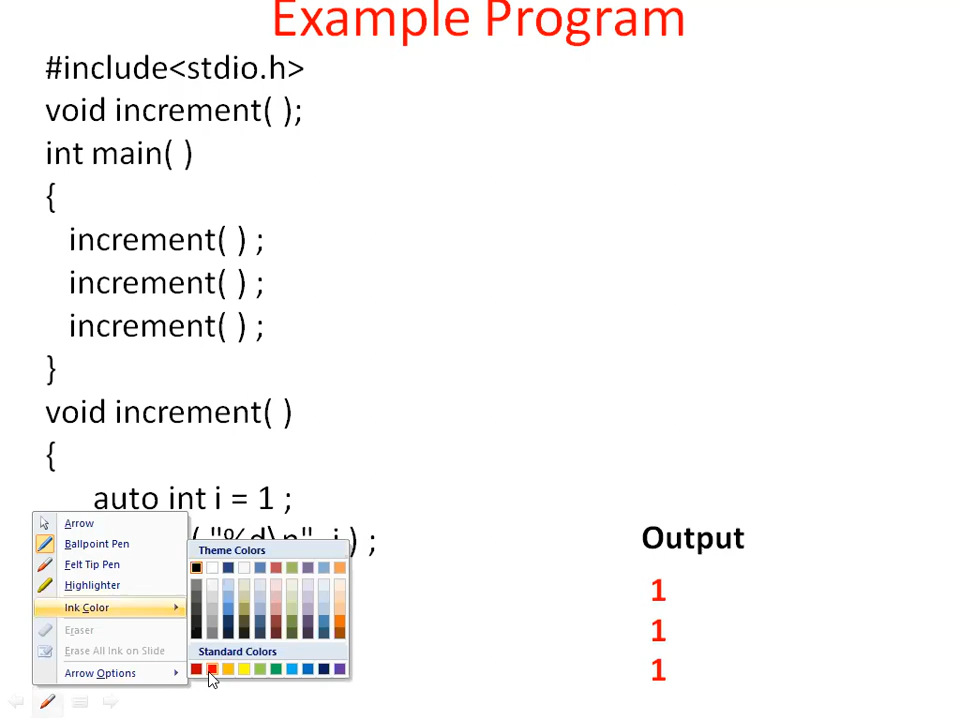 Example Program
#include<stdio.h>
void increment( );
int main( )
{
increment( ) ;
increment( ) ;
increment( ) ;
}
void increment( )
{
auto int i = 1 ;
( "%d\n", i ) ;
Arrow
Ballpoint Pen
Felt Tip Pen
Highlighter
Ink Color
Eraser
Erase All Ink on Slide
Arrow Options
Theme Colors
Standard Colors
Output
1
1
1